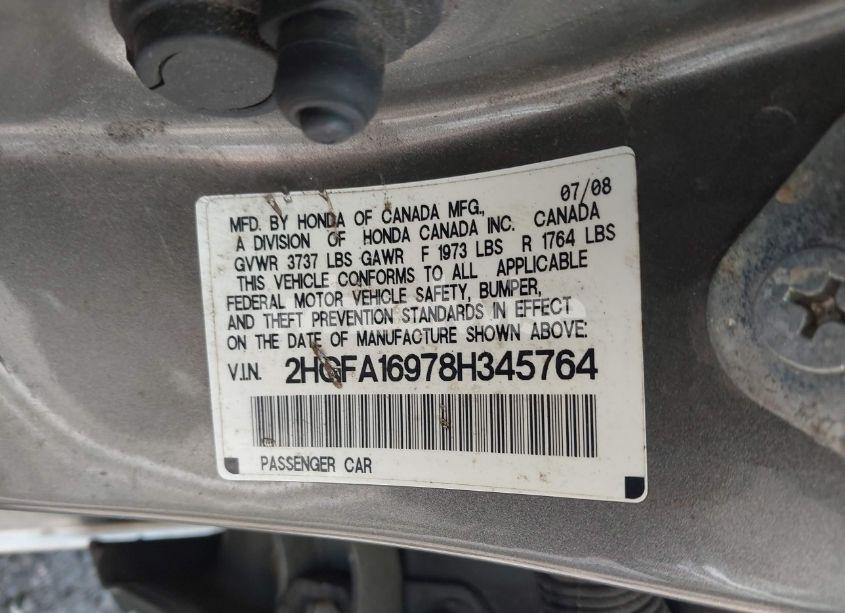 07/08
MFD. BY HONDA OF CANADA MFG.,
A DIVISION OF HONDA CANADA INC. CANADA
GVWR 3737 LBS GAWR F 1973 LBS R 1764 LBS
THIS VEHICLE CONFORMS TO ALL APPLICABLE
FEDERAL MOTOR VEHICLE SAFETY, BUMPER,
AND THEFT PREVENTION STANDARDS IN EFFECT
ON THE DATE OF MANUFACTURE SHOWN ABOVE:
V.I.N. 2HGFA16978H345764
PASSENGER CAR